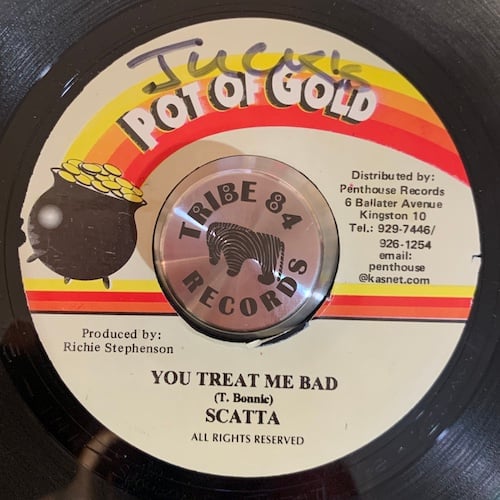 Juck's
POT OF GOLD
TRIBE 84
RECORDS
Distributed by:
Penthouse Records
6 Ballater Avenue
Kingston 10
Tel.: 929-7446/
926-1254
email:
penthouse
@kasnet.com
Produced by:
Richie Stephenson
YOU TREAT ME BAD
(T. Bonnic)
SCATTA
ALL RIGHTS RESERVED